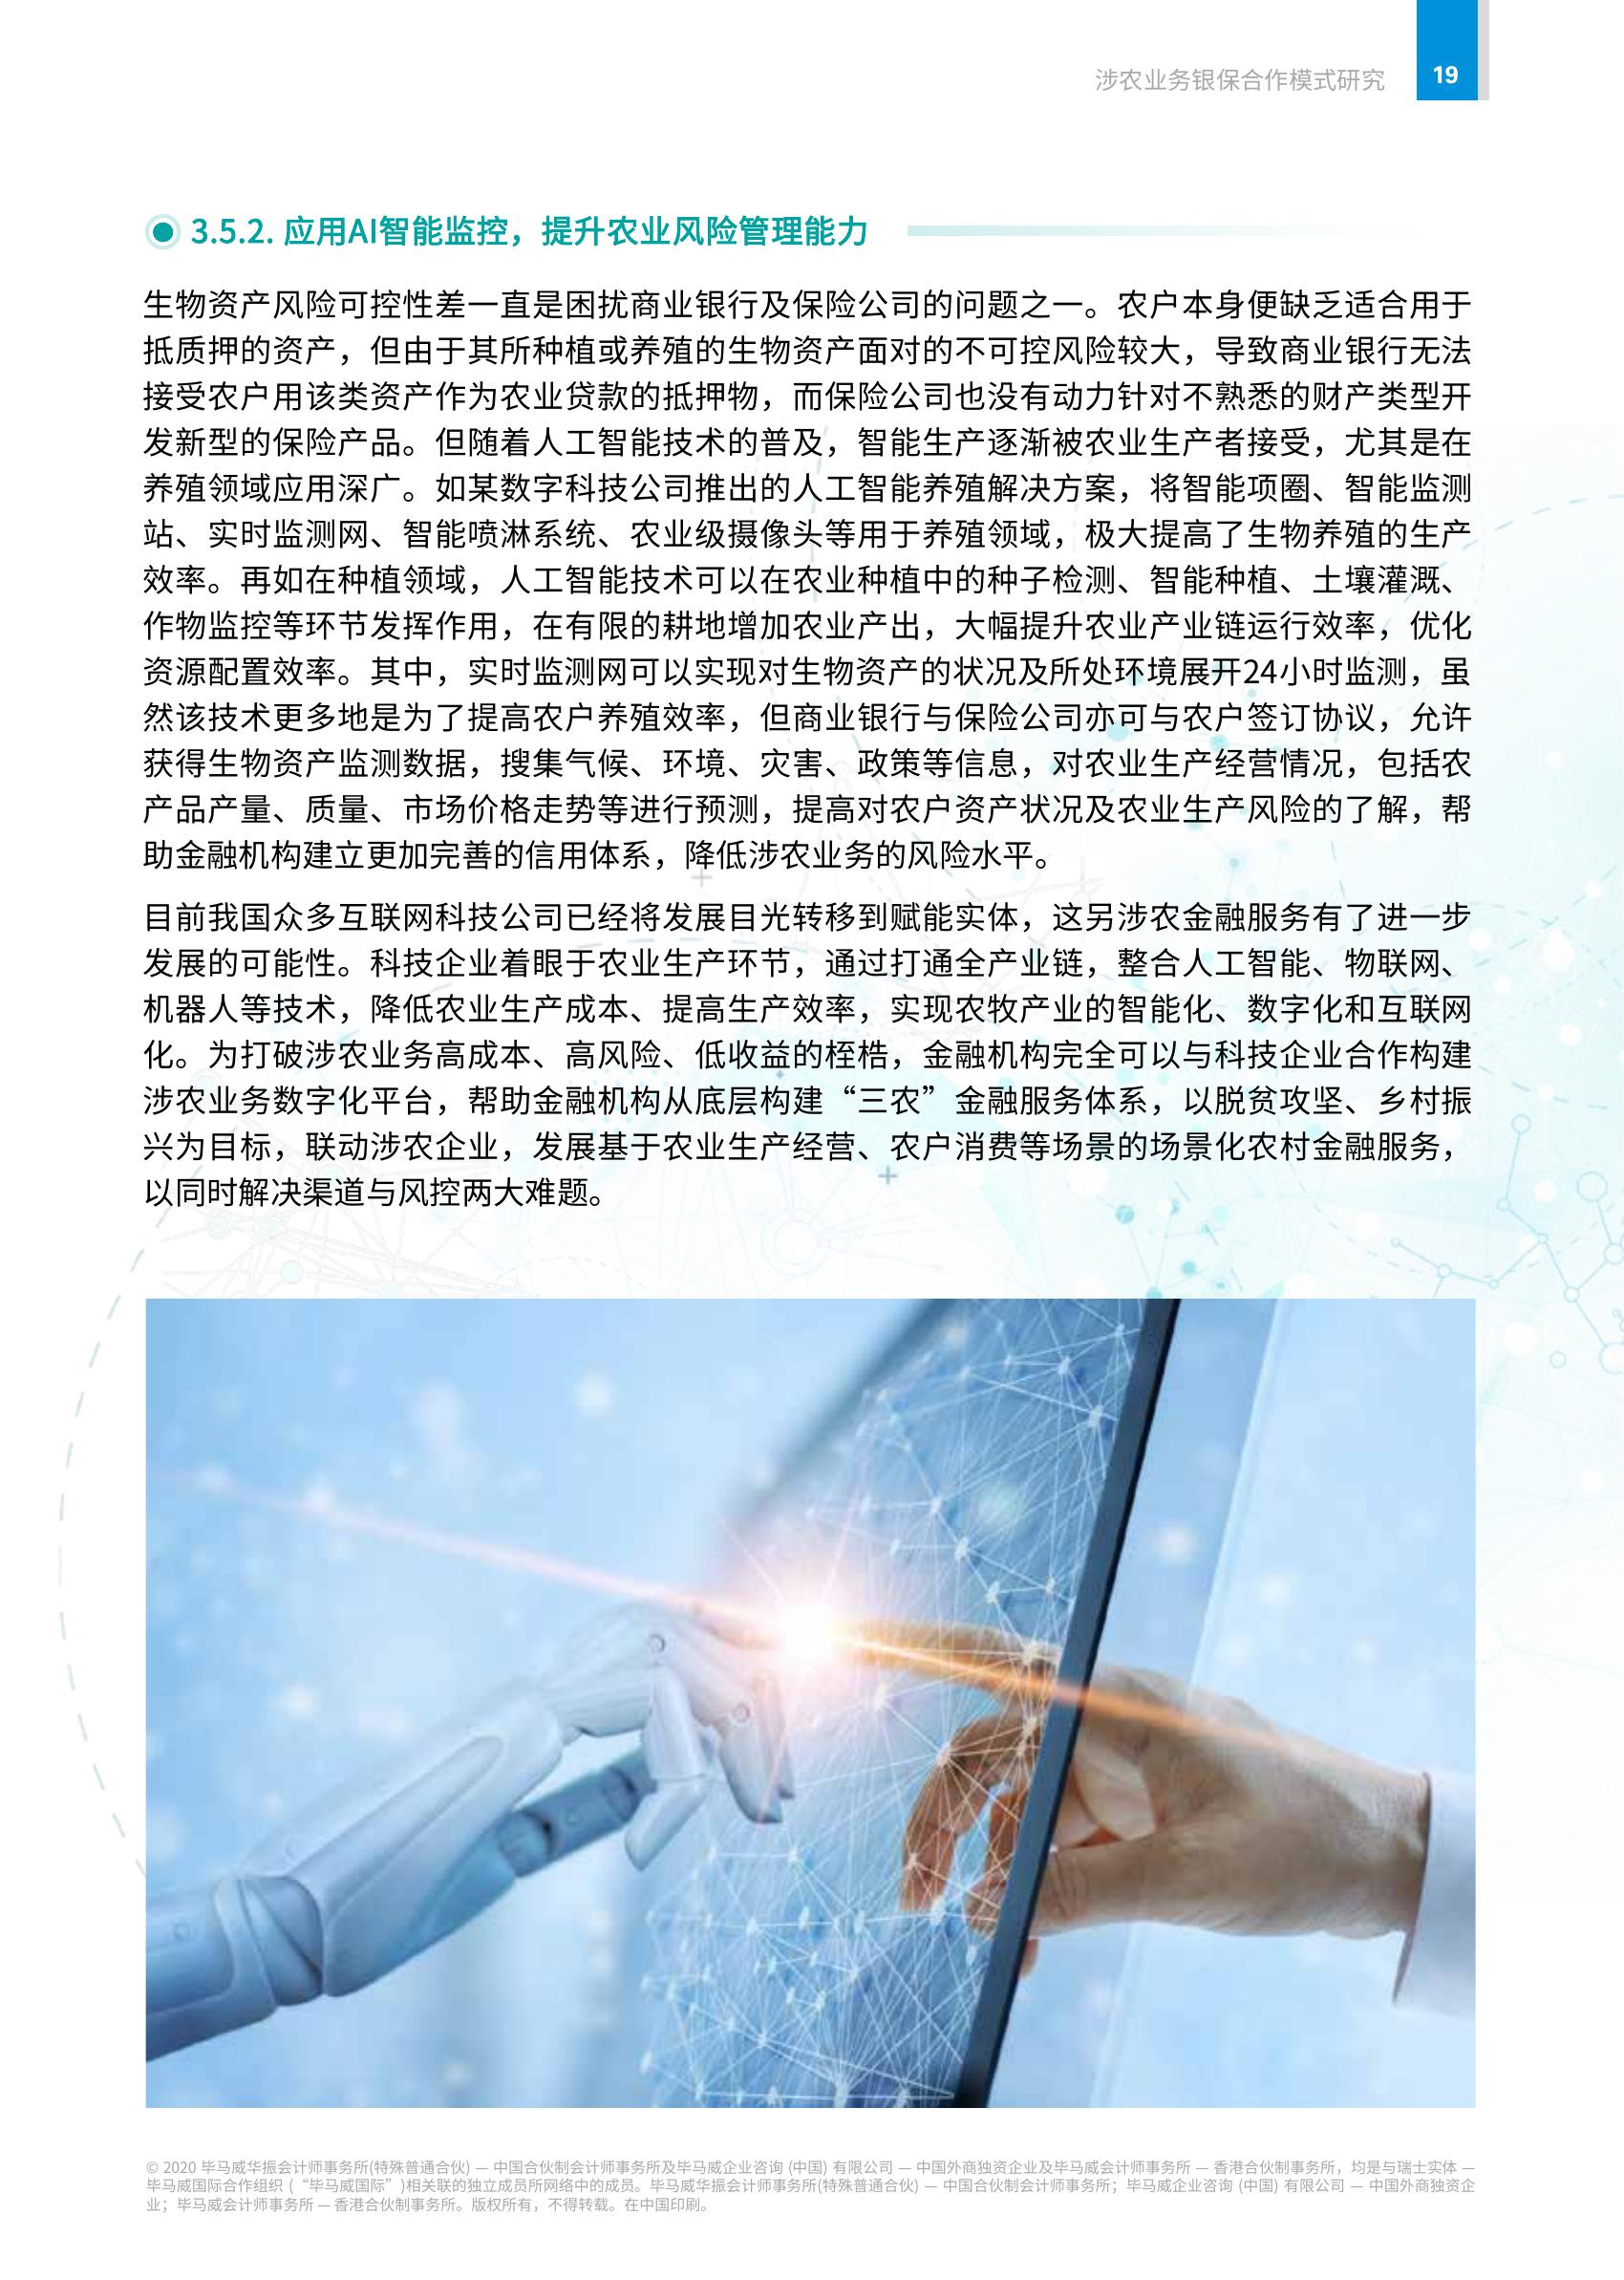 涉农业务银保合作模式研究 19
3.5.2. 应用AI智能监控，提升农业风险管理能力
生物资产风险可控性差一直是困扰商业银行及保险公司的问题之一。农户本身便缺乏适合用于
抵质押的资产，但由于其所种植或养殖的生物资产面对的不可控风险较大，导致商业银行无法
接受农户用该类资产作为农业贷款的抵押物，而保险公司也没有动力针对不熟悉的财产类型开
发新型的保险产品。但随着人工智能技术的普及，智能生产逐渐被农业生产者接受，尤其是在
养殖领域应用深广。如某数字科技公司推出的人工智能养殖解决方案，将智能项圈、智能监测
站、实时监测网、智能喷淋系统、农业级摄像头等用于养殖领域，极大提高了生物养殖的生产
效率。再如在种植领域，人工智能技术可以在农业种植中的种子检测、智能种植、土壤灌溉、
作物监控等环节发挥作用，在有限的耕地增加农业产出，大幅提升农业产业链运行效率，优化
资源配置效率。其中，实时监测网可以实现对生物资产的状况及所处环境展开24小时监测，虽
然该技术更多地是为了提高农户养殖效率，但商业银行与保险公司亦可与农户签订协议，允许
获得生物资产监测数据，搜集气候、环境、灾害、政策等信息，对农业生产经营情况，包括农
产品产量、质量、市场价格走势等进行预测，提高对农户资产状况及农业生产风险的了解，帮
助金融机构建立更加完善的信用体系，降低涉农业务的风险水平。
目前我国众多互联网科技公司已经将发展目光转移到赋能实体，这另涉农金融服务有了进一步
发展的可能性。科技企业着眼于农业生产环节，通过打通全产业链，整合人工智能、物联网、
机器人等技术，降低农业生产成本、提高生产效率，实现农牧产业的智能化、数字化和互联网
化。为打破涉农业务高成本、高风险、低收益的桎梏，金融机构完全可以与科技企业合作构建
涉农业务数字化平台，帮助金融机构从底层构建“三农”金融服务体系，以脱贫攻坚、乡村振
兴为目标，联动涉农企业，发展基于农业生产经营、农户消费等场景的场景化农村金融服务，
以同时解决渠道与风控两大难题。
© 2020 毕马威华振会计师事务所(特殊普通合伙) — 中国合伙制会计师事务所及毕马威企业咨询 (中国) 有限公司 — 中国外商独资企业及毕马威会计师事务所 — 香港合伙制事务所，均是与瑞士实体 —
毕马威国际合作组织 (“毕马威国际”)相关联的独立成员所网络中的成员。毕马威华振会计师事务所(特殊普通合伙) — 中国合伙制会计师事务所；毕马威企业咨询 (中国) 有限公司 — 中国外商独资企
业；毕马威会计师事务所 — 香港合伙制事务所。版权所有，不得转载。在中国印刷。